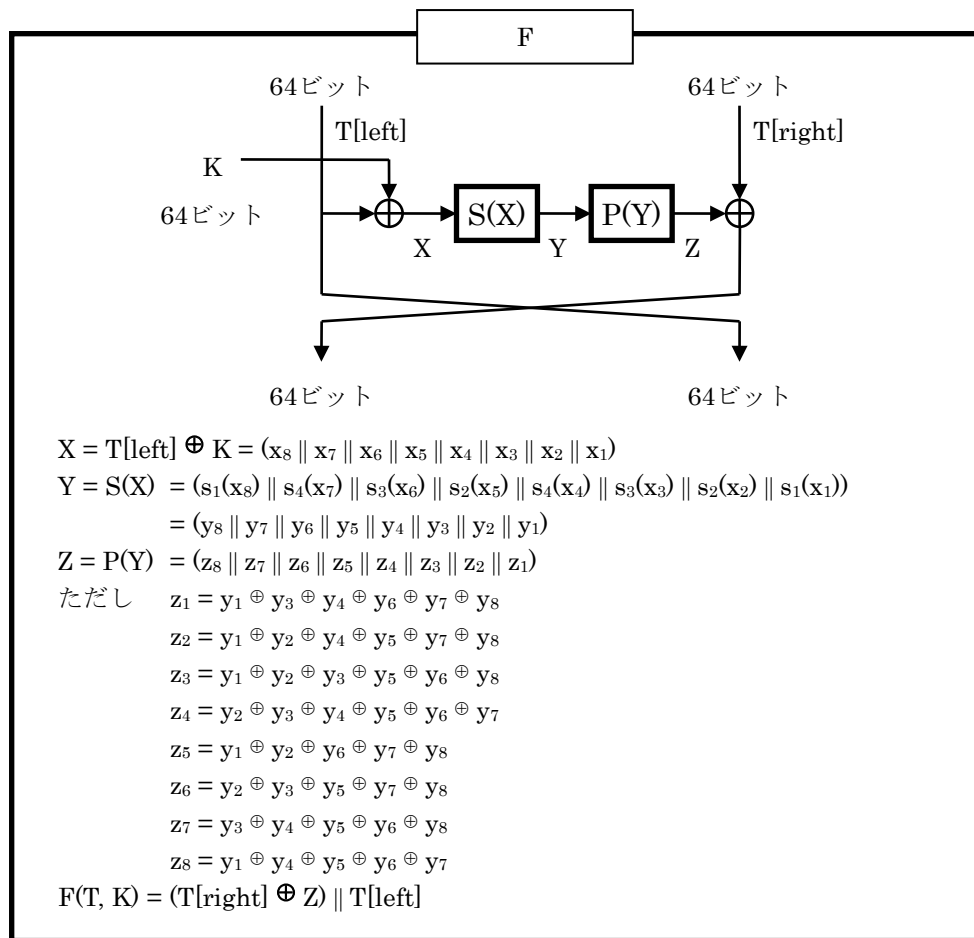 F
64ビット 64ビット
T[left] T[right]
K
64ビット S(X) P(Y)
X Y Z
64ビット 64ビット
X = T[left] ⊕ K = (x₈ || x₇ || x₆ || x₅ || x₄ || x₃ || x₂ || x₁)
Y = S(X) = (s₁(x₈) || s₄(x₇) || s₃(x₆) || s₂(x₅) || s₄(x₄) || s₃(x₃) || s₂(x₂) || s₁(x₁))
= (y₈ || y₇ || y₆ || y₅ || y₄ || y₃ || y₂ || y₁)
Z = P(Y) = (z₈ || z₇ || z₆ || z₅ || z₄ || z₃ || z₂ || z₁)
ただし z₁ = y₁ ⊕ y₃ ⊕ y₄ ⊕ y₆ ⊕ y₇ ⊕ y₈
z₂ = y₁ ⊕ y₂ ⊕ y₄ ⊕ y₅ ⊕ y₇ ⊕ y₈
z₃ = y₁ ⊕ y₂ ⊕ y₃ ⊕ y₅ ⊕ y₆ ⊕ y₈
z₄ = y₂ ⊕ y₃ ⊕ y₄ ⊕ y₅ ⊕ y₆ ⊕ y₇
z₅ = y₁ ⊕ y₂ ⊕ y₆ ⊕ y₇ ⊕ y₈
z₆ = y₂ ⊕ y₃ ⊕ y₅ ⊕ y₇ ⊕ y₈
z₇ = y₃ ⊕ y₄ ⊕ y₅ ⊕ y₆ ⊕ y₈
z₈ = y₁ ⊕ y₄ ⊕ y₅ ⊕ y₆ ⊕ y₇
F(T, K) = (T[right] ⊕ Z) || T[left]